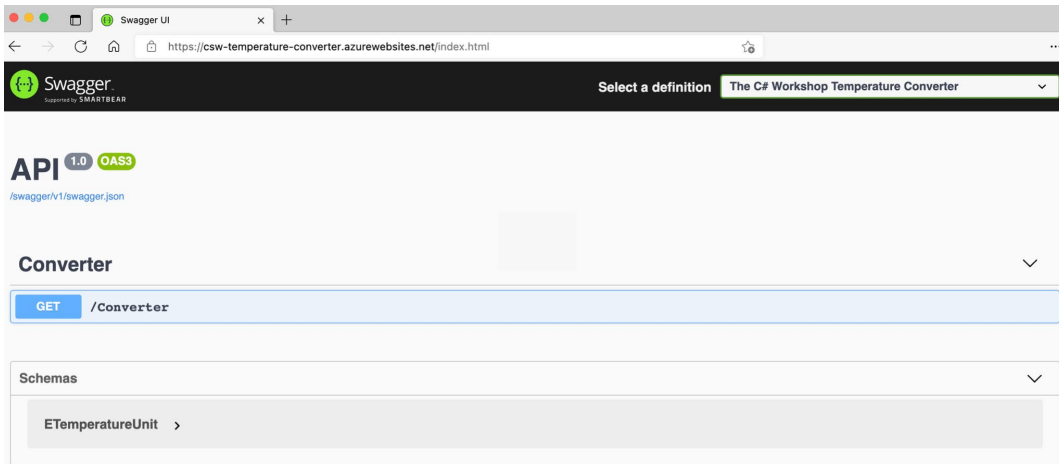 Swagger UI
https://csw-temperature-converter.azurewebsites.net/index.html
{...} Swagger.
Supported by SMARTBEAR
Select a definition The C# Workshop Temperature Converter
API 1.0 OAS3
/swagger/v1/swagger.json
Converter
GET /Converter
Schemas
ETemperatureUnit